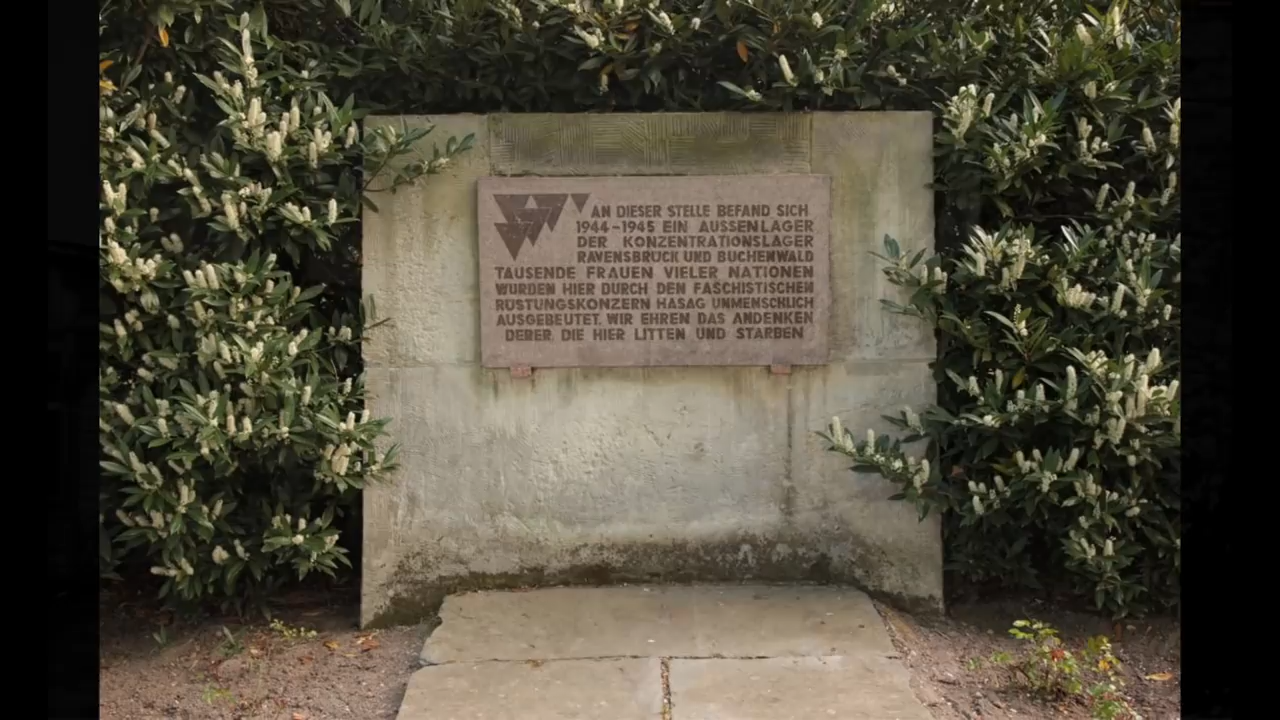 AN DIESER STELLE BEFAND SICH
1944-1945 EIN AUSSENLAGER
DER KONZENTRATIONSLAGER
RAVENSBRÜCK UND BUCHENWALD
TAUSENDE FRAUEN VIELER NATIONEN
WURDEN HIER DURCH DEN FASCHISTISCHEN
RÜSTUNGSKONZERN HASAG UNMENSCHLICH
AUSGEBEUTET. WIR EHREN DAS ANDENKEN
DERER DIE HIER LITTEN UND STARBEN